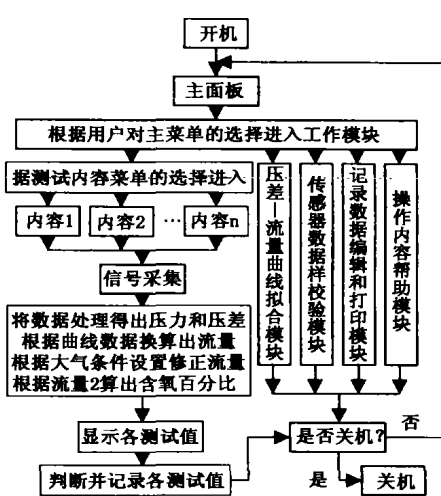 开机
主面板
根据用户对主菜单的选择进入工作模块
据测试内容菜单的选择进入
内容1
内容2
…
内容n
信号采集
将数据处理得出压力和压差
根据曲线数据换算出流量
根据大气条件设置修正流量
根据流量2算出含氧百分比
显示各测试值
判断并记录各测试值
压差—流量曲线拟合模块
传感器数据样校验模块
记录数据编辑和打印模块
操作内容帮助模块
是否关机?
否
是
关机